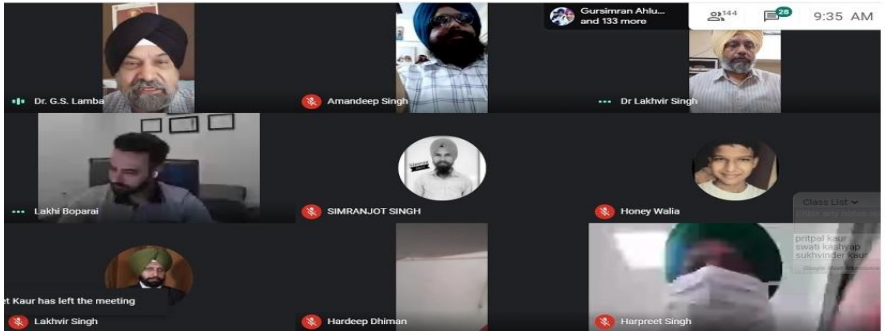 Gursimran Ahlu...
and 133 more
144
28
9:35 AM
Dr. G.S. Lamba
Amandeep Singh
Dr Lakhvir Singh
Lakhi Boparai
SIMRANJOT SINGH
Honey Walia
Class List
pritpal kaur
swati kashyap
sukhvinder kaur
et Kaur has left the meeting
Lakhvir Singh
Hardeep Dhiman
Harpreet Singh